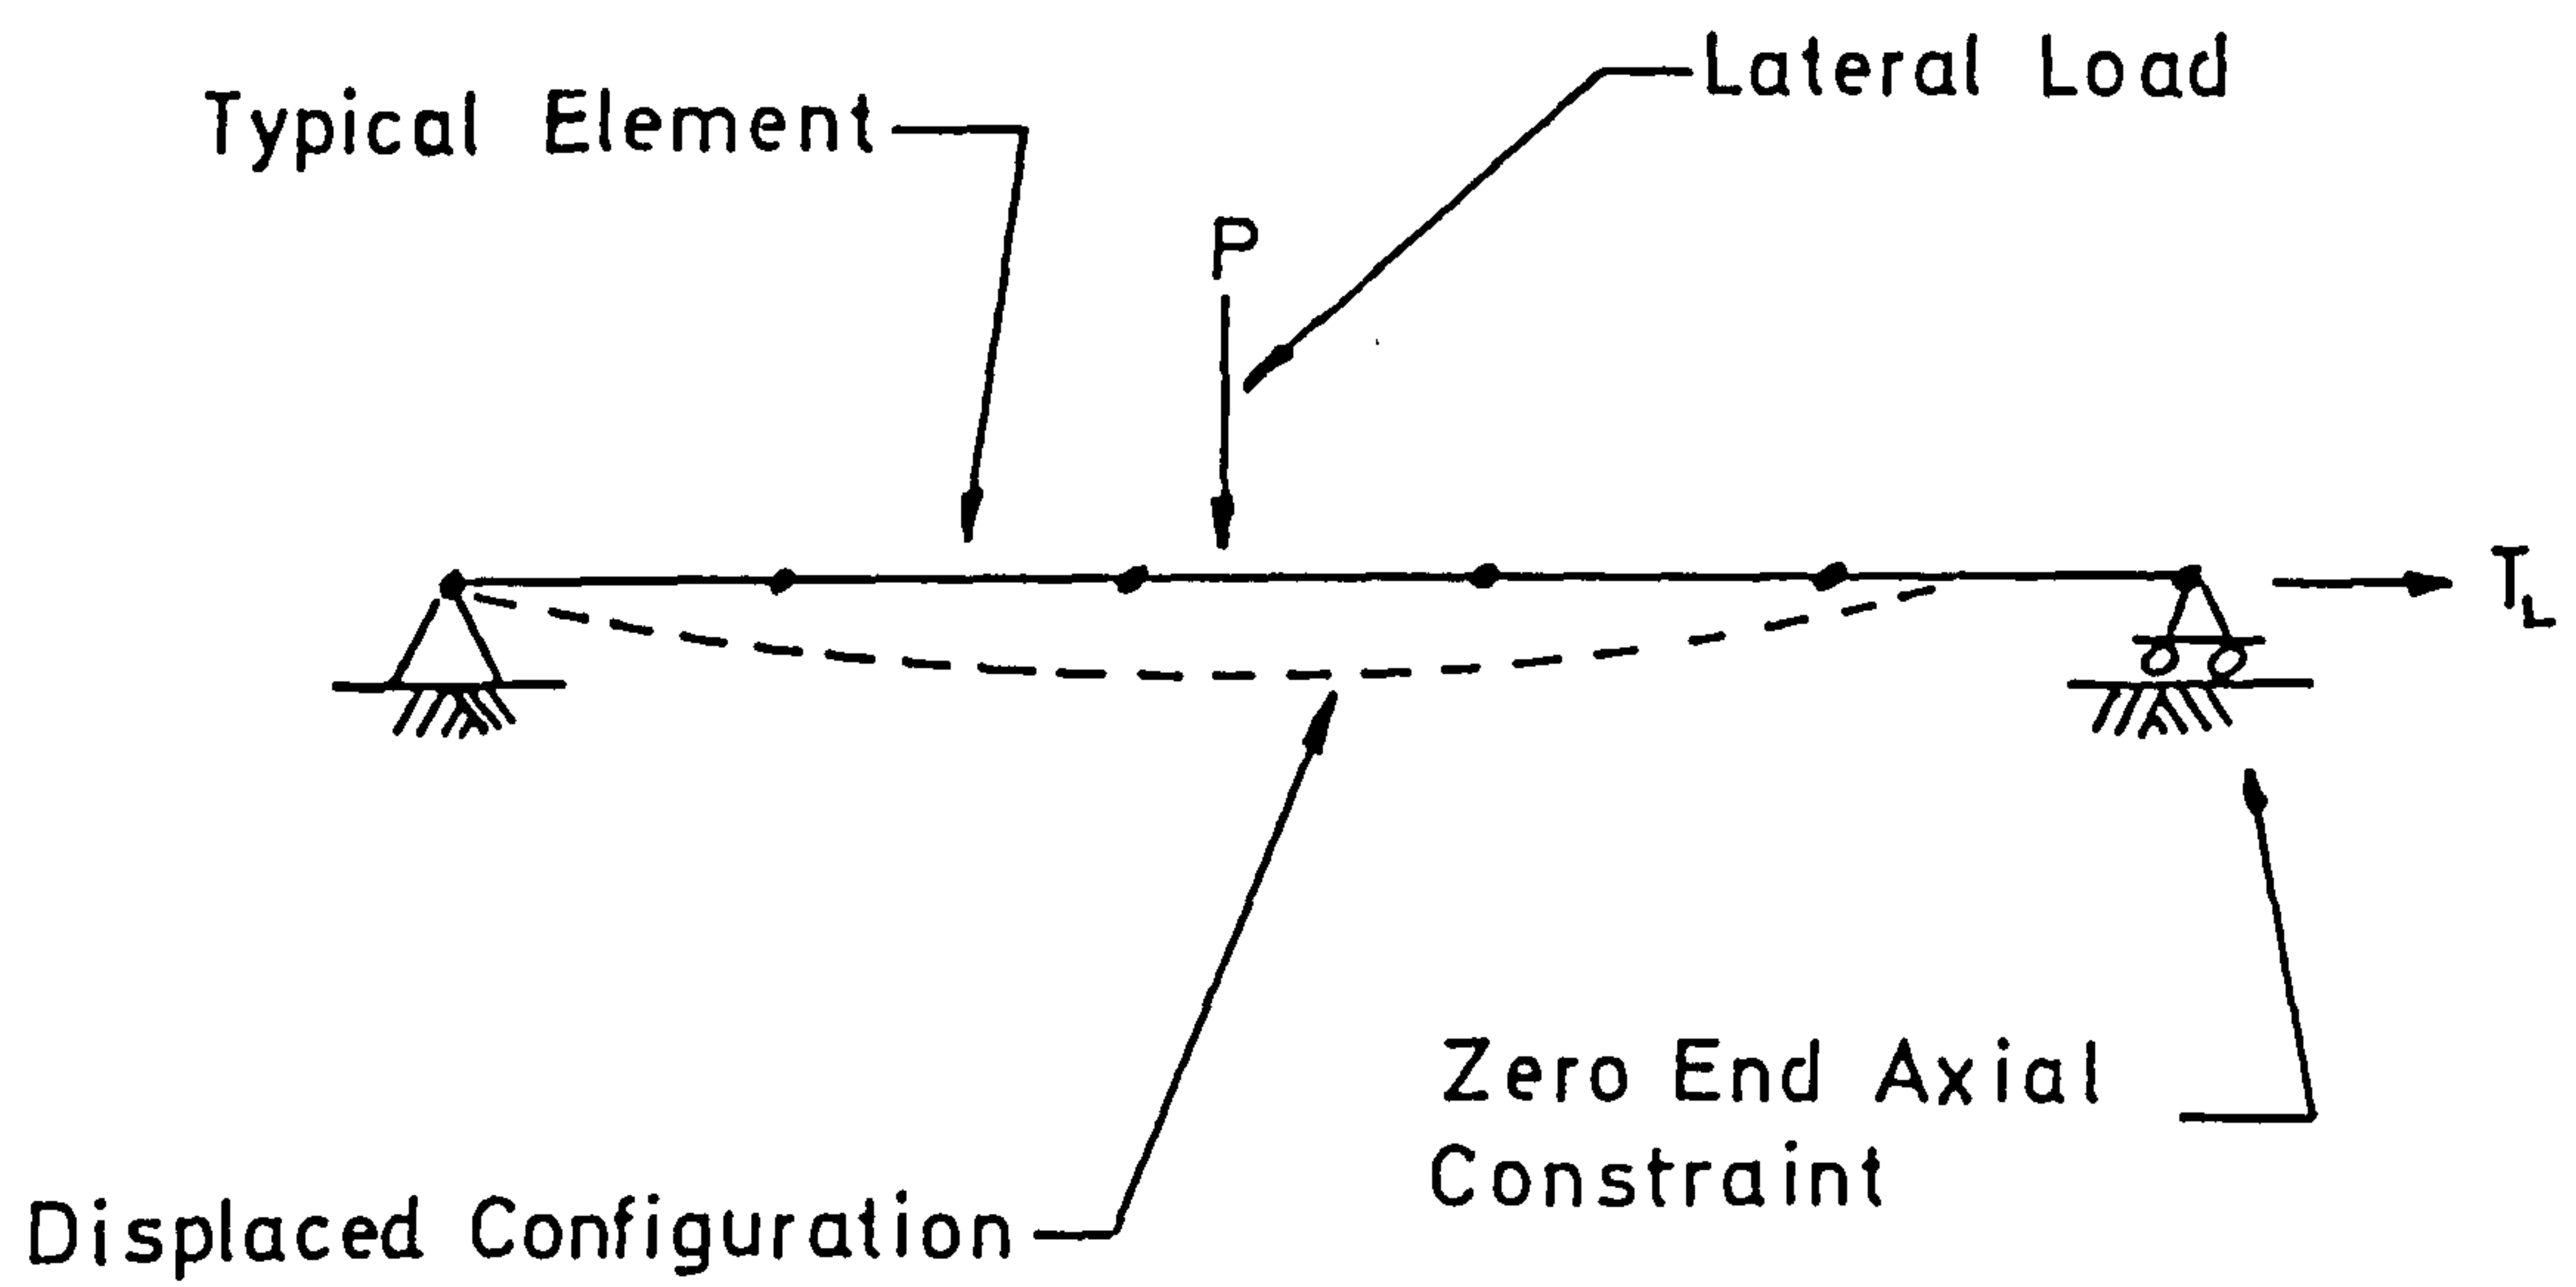 Lateral Load
Typical Element
P
T_L
Zero End Axial
Constraint
Displaced Configuration